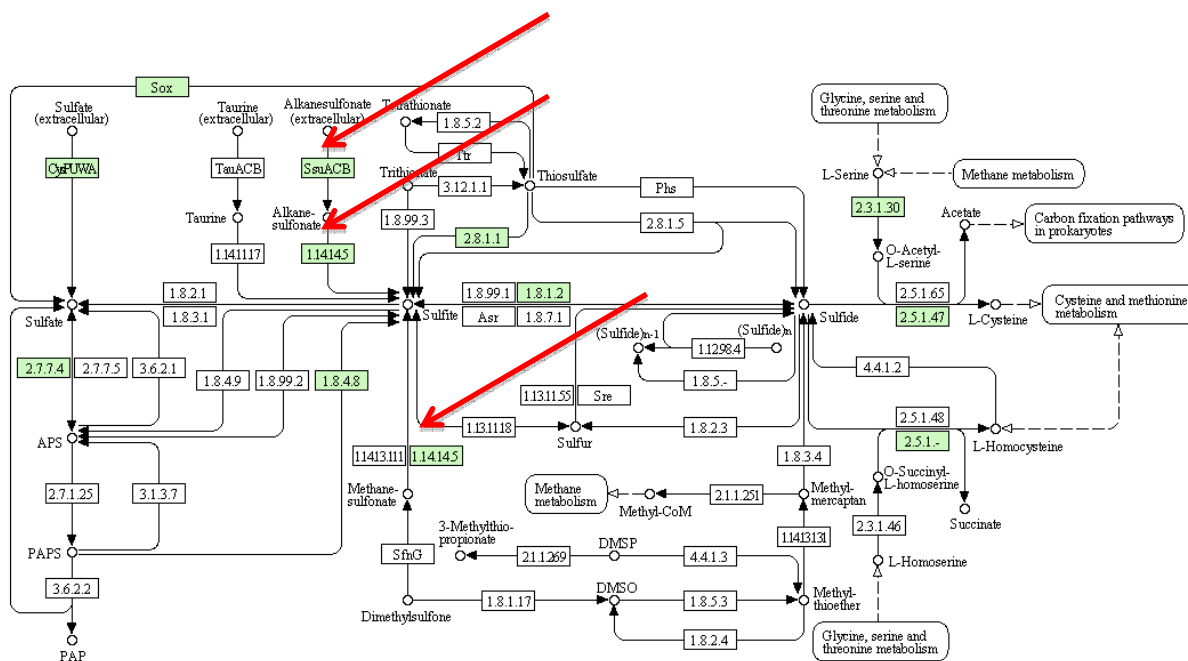 Sox
Sulfate
(extracellular)
Taurine
(extracellular)
Alkanesulfonate
(extracellular)
Tetrathionate
1.8.5.2
Glycine, serine and
threonine metabolism
CysPUWA
TauACB
SsuACB
Ttr
Trithionate
3.12.1.1
Thiosulfate
Phs
L-Serine
Methane metabolism
Taurine
Alkane-
sulfonate
1.8.99.3
2.3.1.30
Acetate
Carbon fixation pathways
in prokaryotes
1.14.11.17
1.14.14.5
2.8.1.1
2.8.1.5
O-Acetyl-
L-serine
1.8.2.1
1.8.99.1
1.8.1.2
2.5.1.65
Sulfate
1.8.3.1
Sulfite
Asr
1.8.7.1
Sulfide
2.5.1.47
L-Cysteine
Cysteine and methionine
metabolism
(Sulfide)n-1
(Sulfide)n
1.12.98.4
2.7.7.4
2.7.7.5
3.6.2.1
1.8.4.9
1.8.99.2
1.8.4.8
1.8.5.-
4.4.1.2
1.13.11.55
Sre
APS
1.13.11.18
Sulfur
1.8.2.3
2.5.1.48
2.5.1.-
L-Homocysteine
1.14.13.111
1.14.14.5
1.8.3.4
2.7.1.25
3.1.3.7
Methane-
sulfonate
Methane
metabolism
Methyl-CoM
2.1.1.251
Methyl-
mercaptan
O-Succinyl-
L-homoserine
Succinate
PAPS
SfnG
3-Methylthio-
propionate
2.1.1.269
DMSP
4.4.1.3
1.14.13.131
2.3.1.46
L-Homoserine
3.6.2.2
Dimethylsulfone
1.8.1.17
DMSO
1.8.5.3
Methyl-
thioether
1.8.2.4
Glycine, serine and
threonine metabolism
PAP